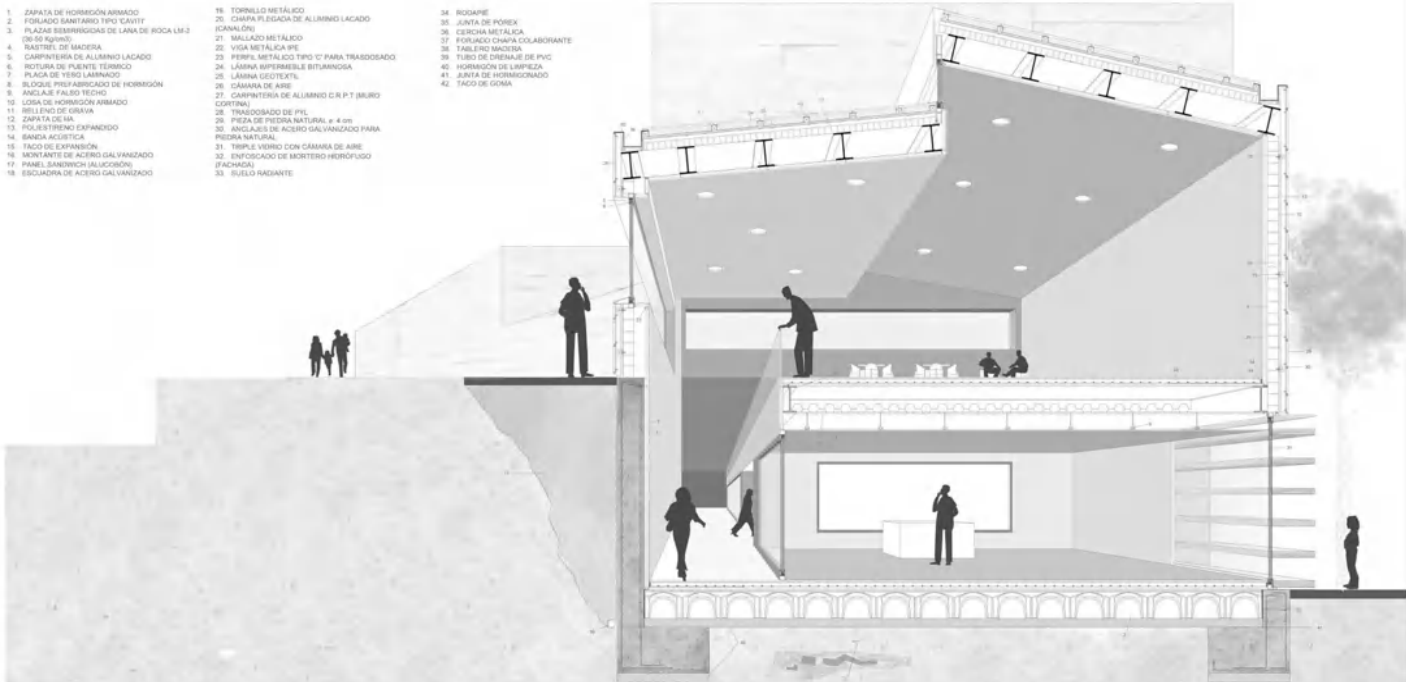 1. ZAPATA DE HORMIGÓN ARMADO
2. FORJADO SANITARIO TIPO 'CAVITI'
3. PLAZAS SEMIRRIGIDAS DE LANA DE ROCA LM-2
(30-50 Kg/cm3)
4. RASTREL DE MADERA
5. CARPINTERÍA DE ALUMINIO LACADO
6. ROTURA DE PUENTE TÉRMICO
7. PLACA DE YESO LAMINADO
8. BLOQUE PREFABRICADO DE HORMIGÓN
9. ANCLAJE FALSO TECHO
10. LOSA DE HORMIGÓN ARMADO
11. RELLENO DE GRAVA
12. ZAPATA DE HA
13. POLIESTIRENO EXPANDIDO
14. BANDA ACÚSTICA
15. TACO DE EXPANSIÓN
16. MONTANTE DE ACERO GALVANIZADO
17. PANEL SANDWICH (ALUCOBÓN)
18. ESCUADRA DE ACERO GALVANIZADO
19. TORNILLO METÁLICO
20. CHAPA PLEGADA DE ALUMINIO LACADO
(CANALÓN)
21. MALLAZO METÁLICO
22. VIGA METÁLICA IPE
23. PERFIL METÁLICO TIPO 'C' PARA TRASDOSADO
24. LÁMINA IMPERMEBLE BITUMINOSA
25. LÁMINA GEOTEXTIL
26. CÁMARA DE AIRE
27. CARPINTERÍA DE ALUMINIO C.R.P.T (MURO
CORTINA)
28. TRASDOSADO DE PYL
29. PIEZA DE PIEDRA NATURAL e: 4 cm
30. ANCLAJES DE ACERO GALVANIZADO PARA
PIEDRA NATURAL
31. TRIPLE VIDRIO CON CÁMARA DE AIRE
32. ENFOSCADO DE MORTERO HIDRÓFUGO
(FACHADA)
33. SUELO RADIANTE
34. RODAPIÉ
35. JUNTA DE POREX
36. CERCHA METÁLICA
37. FORJADO CHAPA COLABORANTE
38. TABLERO MADERA
39. TUBO DE DRENAJE DE PVC
40. HORMIGÓN DE LIMPIEZA
41. JUNTA DE HORMIGONADO
42. TACO DE GOMA